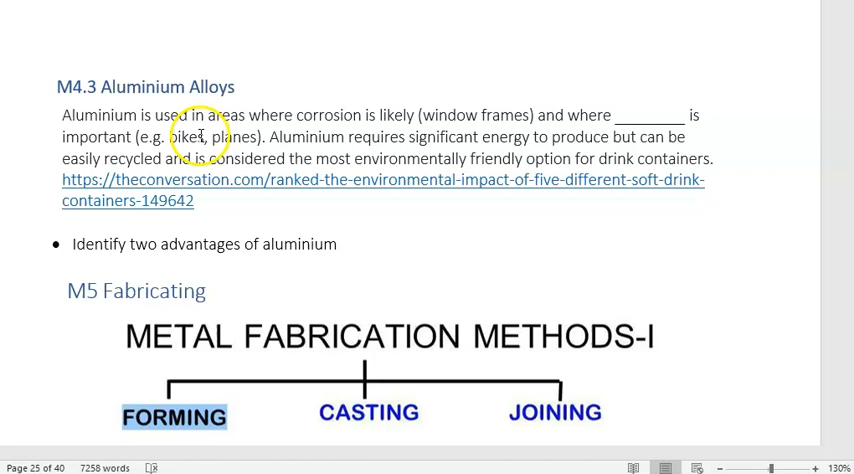 M4.3 Aluminium Alloys
Aluminium is used in areas where corrosion is likely (window frames) and where _________ is
important (e.g. bikes, planes). Aluminium requires significant energy to produce but can be
easily recycled and is considered the most environmentally friendly option for drink containers.
https://theconversation.com/ranked-the-environmental-impact-of-five-different-soft-drink-
containers-149642
• Identify two advantages of aluminium
M5 Fabricating
METAL FABRICATION METHODS-I
FORMING CASTING JOINING
Page 25 of 40 7258 words 130%